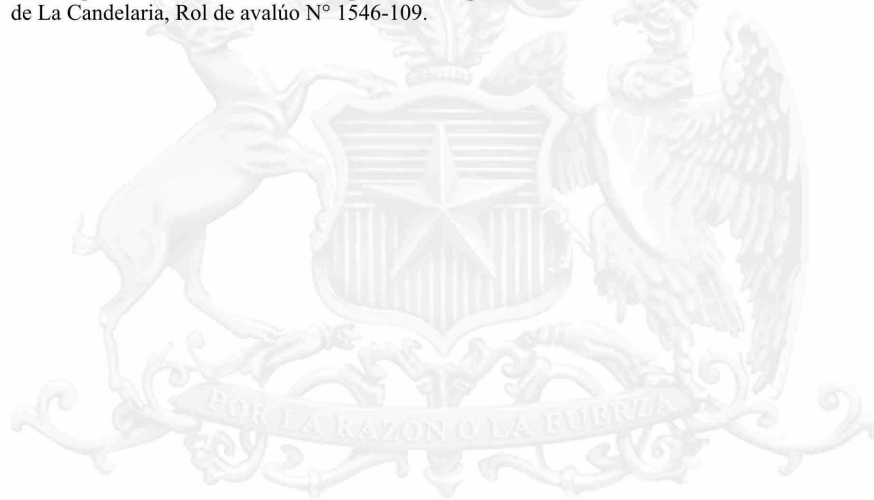 de La Candelaria, Rol de avalúo N° 1546-109.
POR LA RAZON O LA FUERZA